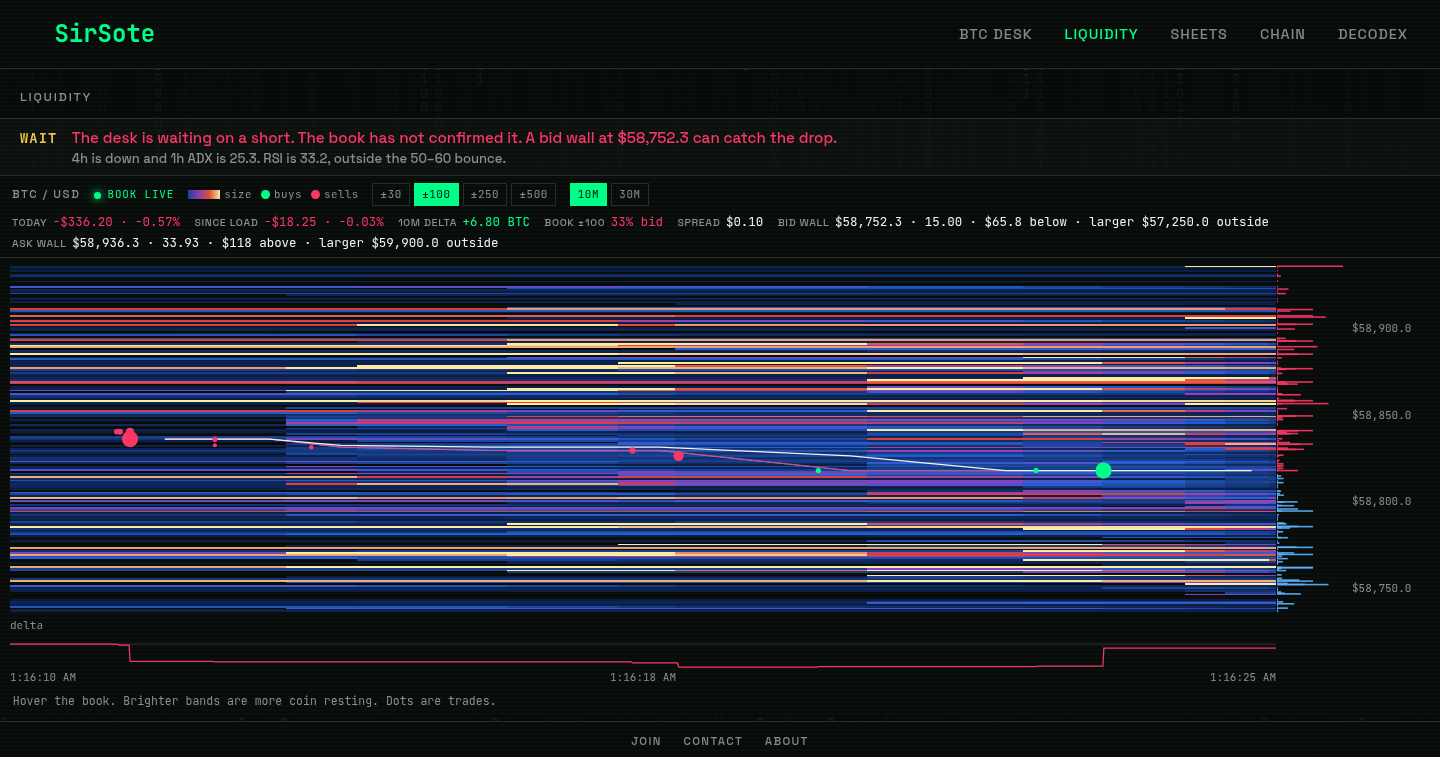 SirSote
BTC DESK LIQUIDITY SHEETS CHAIN DECODEX
LIQUIDITY
WAIT The desk is waiting on a short. The book has not confirmed it. A bid wall at $58,752.3 can catch the drop.
4h is down and 1h ADX is 25.3. RSI is 33.2, outside the 50–60 bounce.
BTC / USD BOOK LIVE size buys sells ±30 ±100 ±250 ±500 10M 30M
TODAY -$336.20 · -0.57% SINCE LOAD -$18.25 · -0.03% 10M DELTA +6.80 BTC BOOK ±100 33% bid SPREAD $0.10 BID WALL $58,752.3 · 15.00 · $65.8 below · larger $57,250.0 outside
ASK WALL $58,936.3 · 33.93 · $118 above · larger $59,900.0 outside
$58,900.0
$58,850.0
$58,800.0
$58,750.0
delta
1:16:10 AM 1:16:18 AM 1:16:25 AM
Hover the book. Brighter bands are more coin resting. Dots are trades.
JOIN CONTACT ABOUT